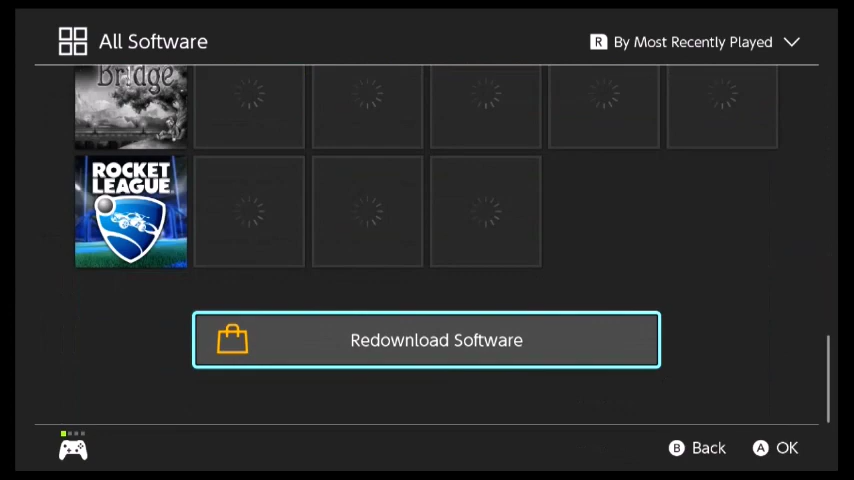 All Software
R By Most Recently Played
Bridge
ROCKET
LEAGUE
Redownload Software
B Back
A OK